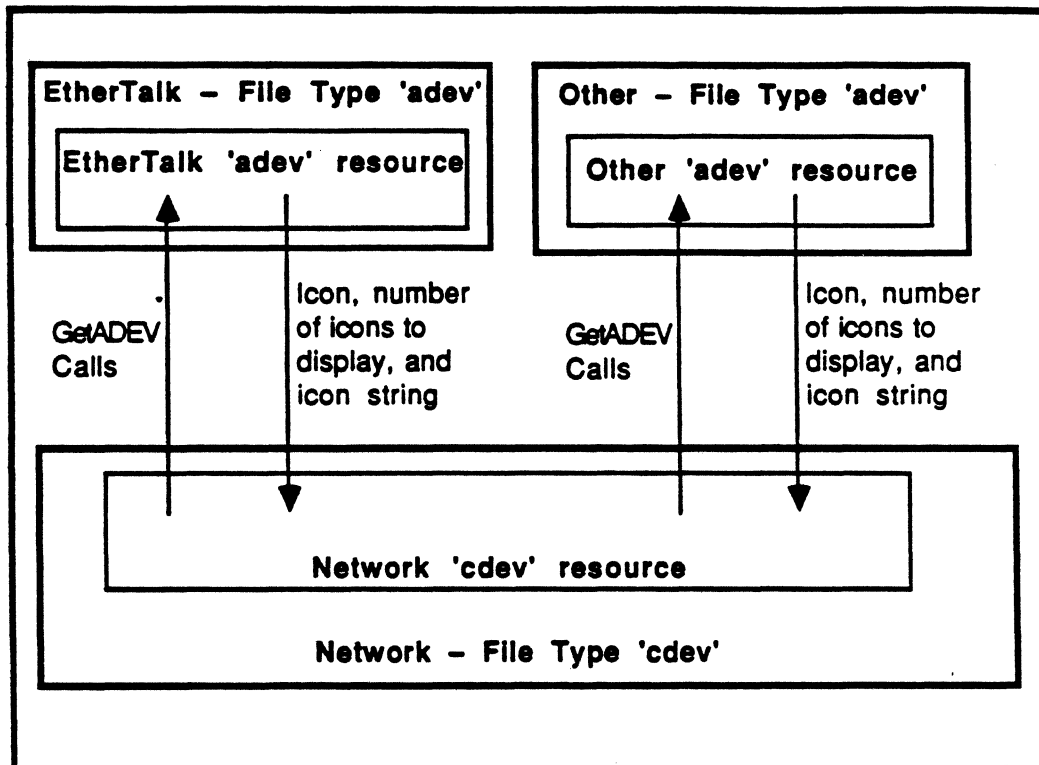 EtherTalk – File Type 'adev'
EtherTalk 'adev' resource
Other – File Type 'adev'
Other 'adev' resource
GetADEV
Calls
Icon, number
of icons to
display, and
icon string
GetADEV
Calls
Icon, number
of icons to
display, and
icon string
Network 'cdev' resource
Network – File Type 'cdev'